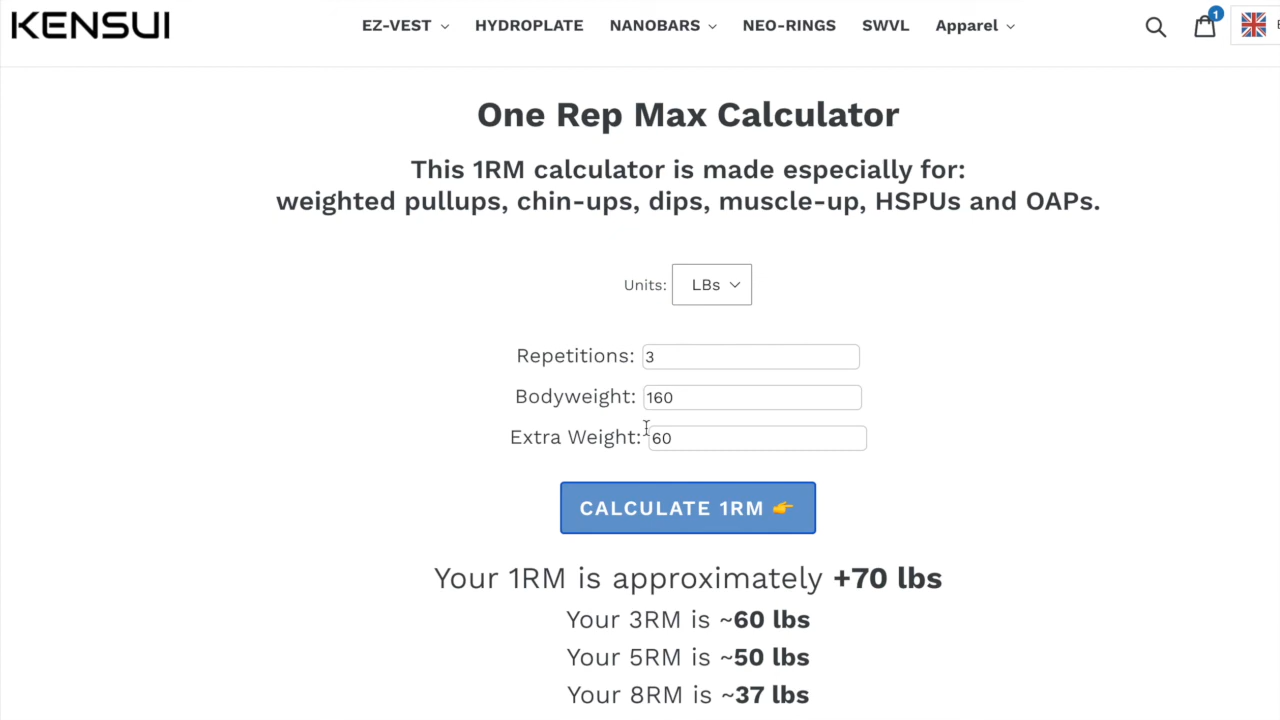 KENSUI
EZ-VEST HYDROPLATE NANOBARS NEO-RINGS SWVL Apparel 1
One Rep Max Calculator
This 1RM calculator is made especially for:
weighted pullups, chin-ups, dips, muscle-up, HSPUs and OAPs.
Units: LBs
Repetitions: 3
Bodyweight: 160
Extra Weight: 60
CALCULATE 1RM 👉
Your 1RM is approximately +70 lbs
Your 3RM is ~60 lbs
Your 5RM is ~50 lbs
Your 8RM is ~37 lbs